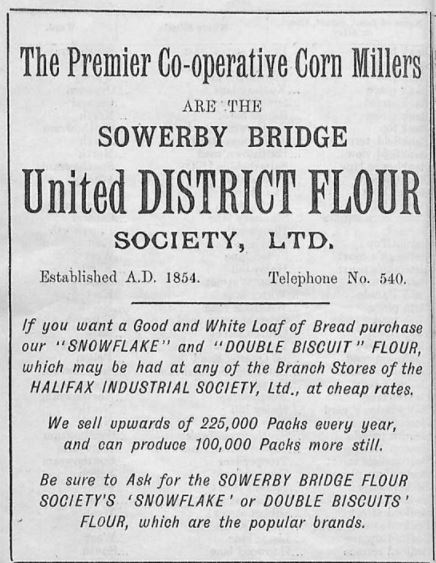 The Premier Co-operative Corn Millers
ARE THE
SOWERBY BRIDGE
United DISTRICT FLOUR
SOCIETY, LTD.
Established A.D. 1854. Telephone No. 540.
If you want a Good and White Loaf of Bread purchase
our "SNOWFLAKE" and "DOUBLE BISCUIT" FLOUR,
which may be had at any of the Branch Stores of the
HALIFAX INDUSTRIAL SOCIETY, Ltd., at cheap rates.
We sell upwards of 225,000 Packs every year,
and can produce 100,000 Packs more still.
Be sure to Ask for the SOWERBY BRIDGE FLOUR
SOCIETY'S 'SNOWFLAKE' or DOUBLE BISCUITS'
FLOUR, which are the popular brands.